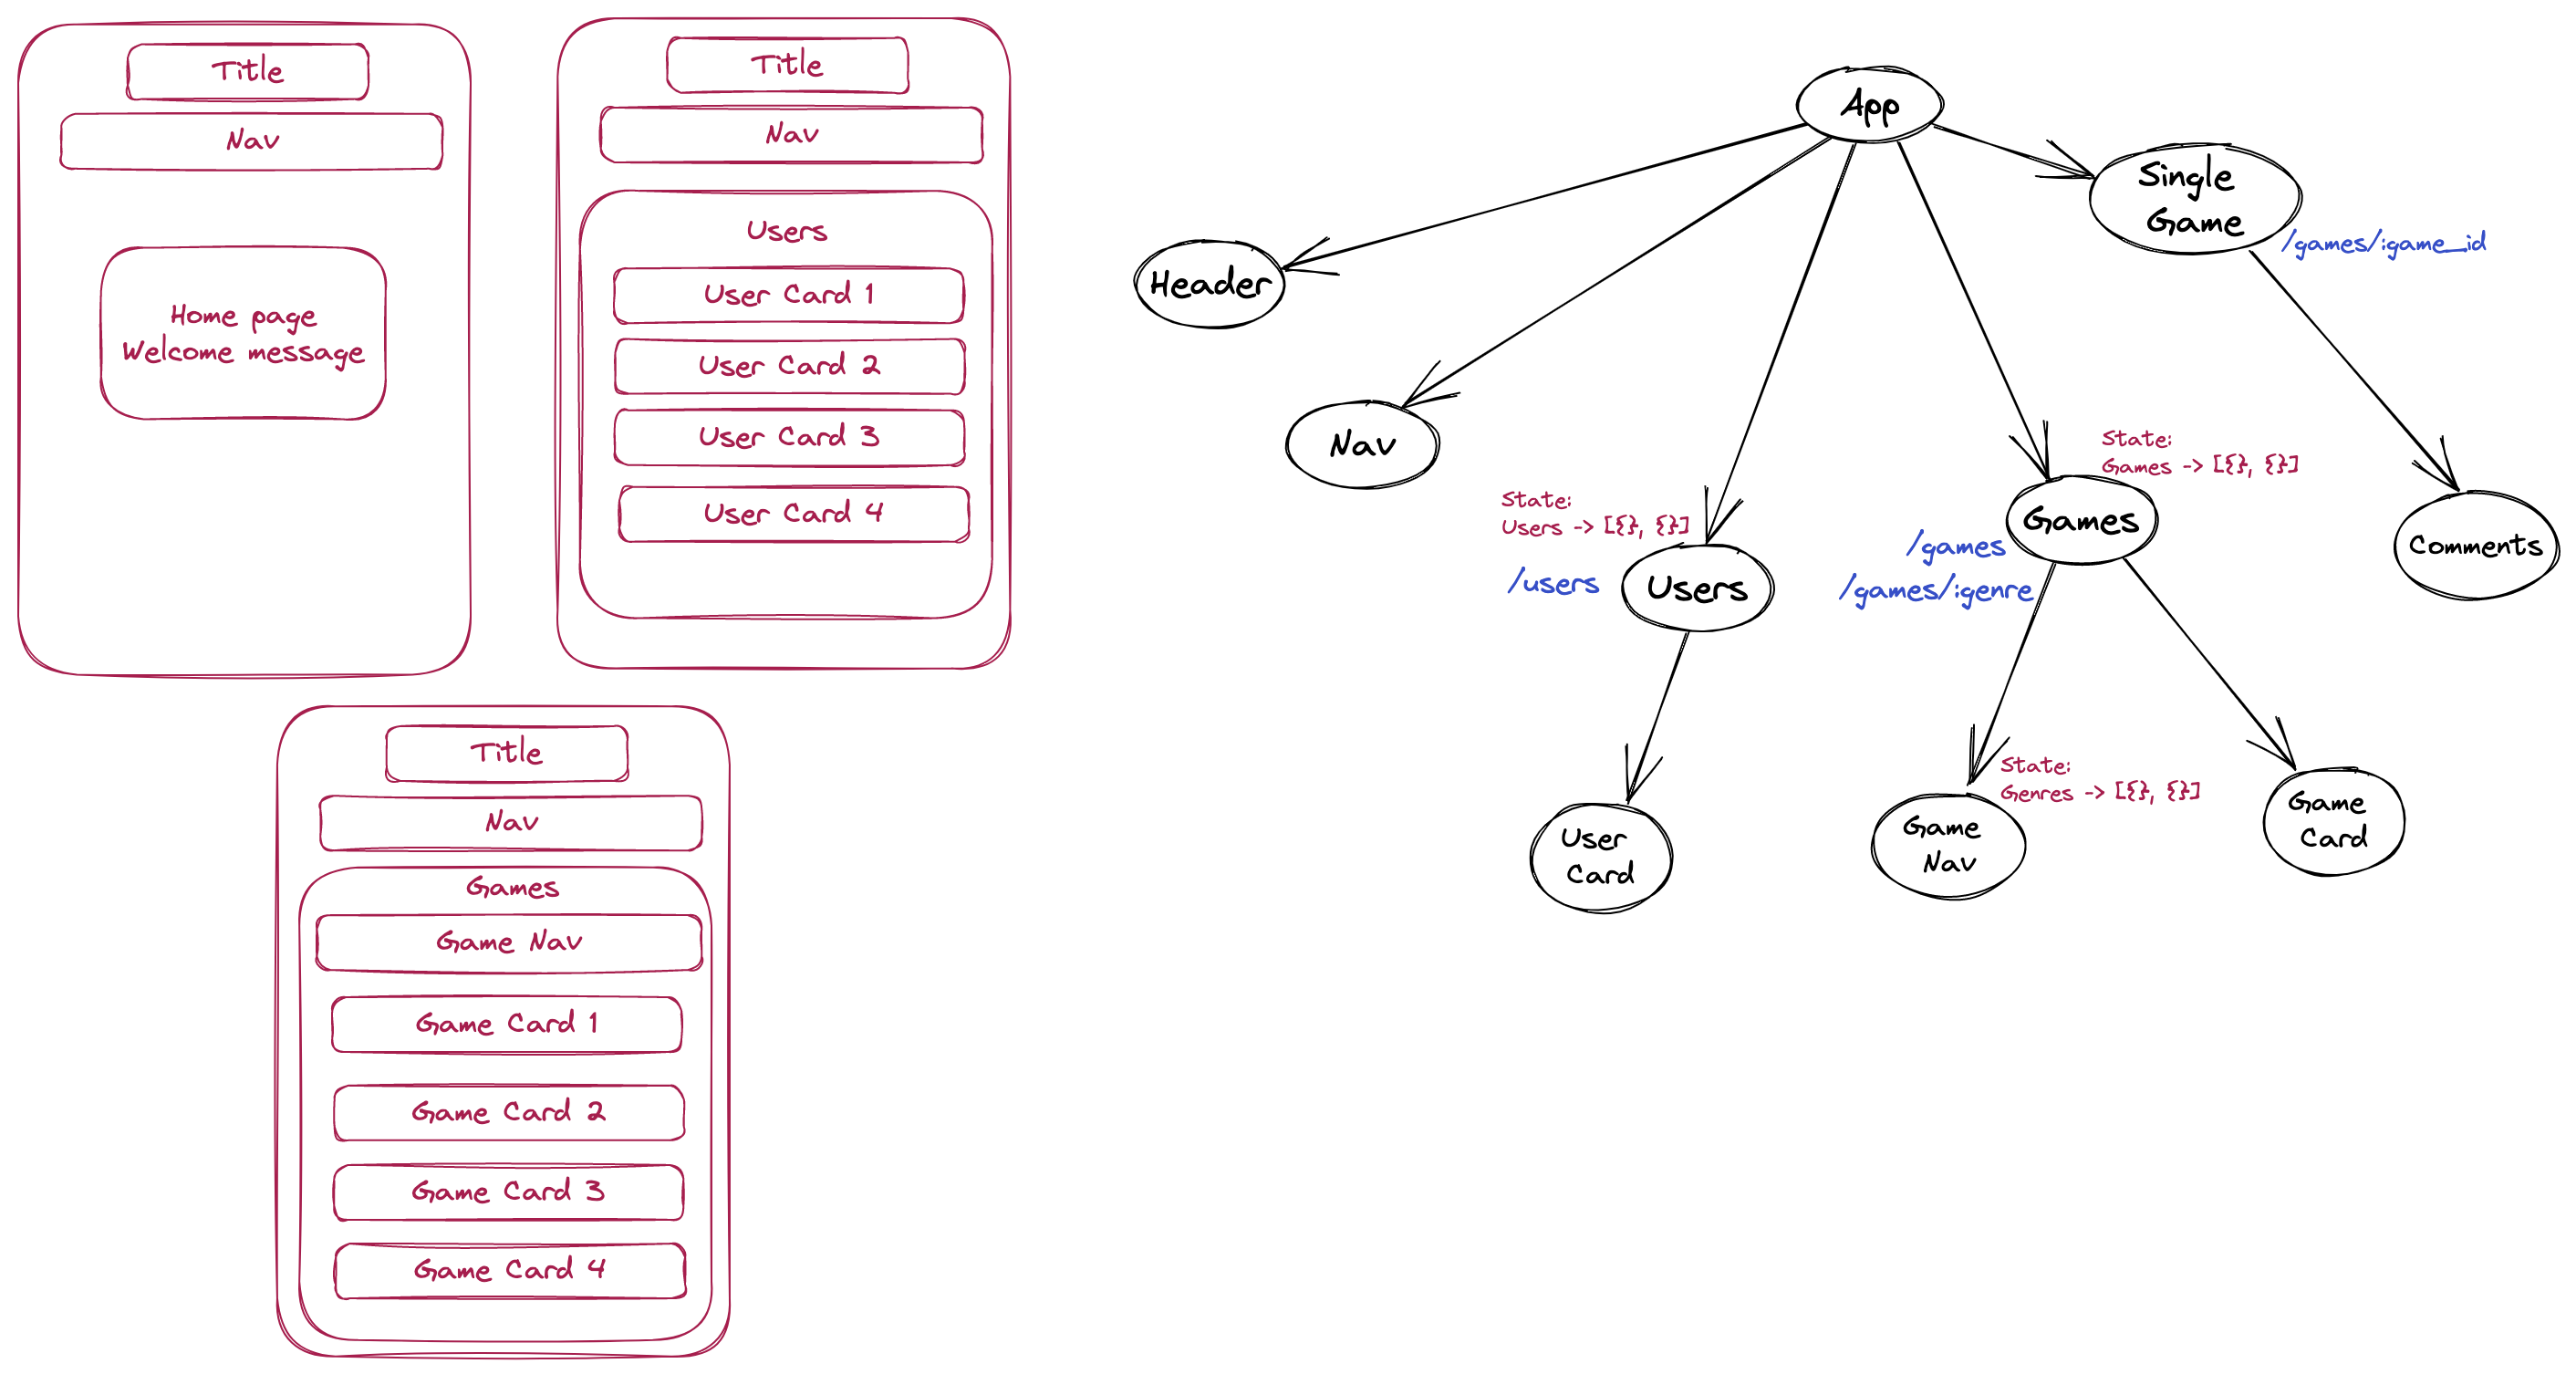 Title
Nav
Home page
Welcome message
Title
Nav
Users
User Card 1
User Card 2
User Card 3
User Card 4
Title
Nav
Games
Game Nav
Game Card 1
Game Card 2
Game Card 3
Game Card 4
App
Single
Game
/games/:game_id
Header
Nav
State:
Users -> [{}, {}]
/users
Users
State:
Games -> [{}, {}]
Games
/games
/games/:genre
Comments
User
Card
State:
Genres -> [{}, {}]
Game
Nav
Game
Card